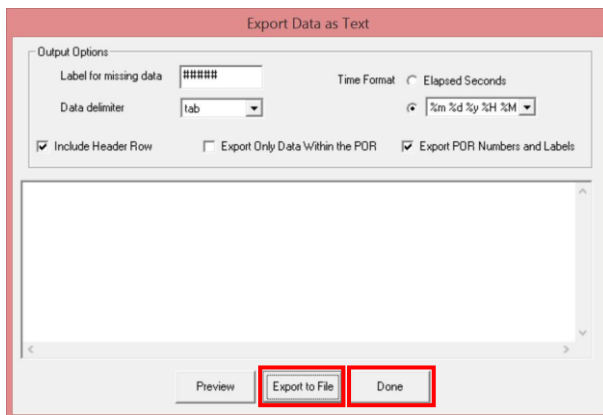 Export Data as Text
Output Options
Label for missing data #####
Time Format Elapsed Seconds
Data delimiter tab
%m %d %y %H %M
Include Header Row Export Only Data Within the POR Export POR Numbers and Labels
Preview Export to File Done